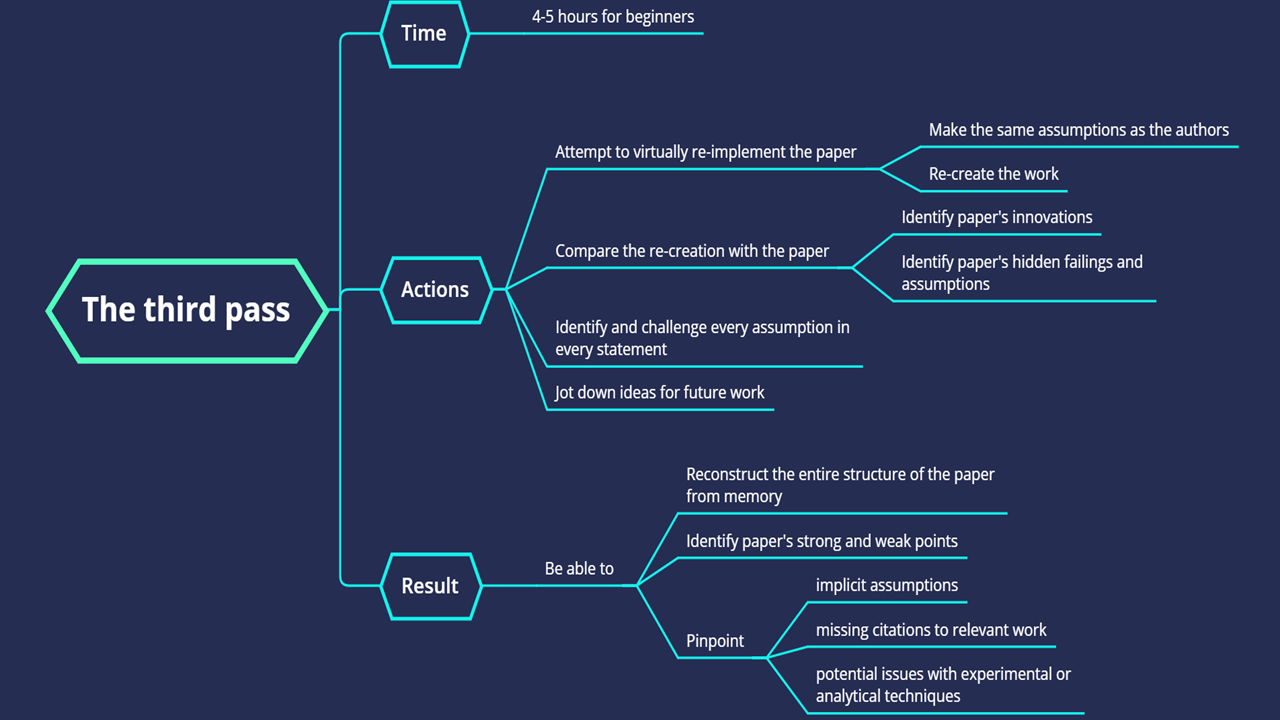 The third pass
Time
4-5 hours for beginners
Actions
Attempt to virtually re-implement the paper
Make the same assumptions as the authors
Re-create the work
Compare the re-creation with the paper
Identify paper's innovations
Identify paper's hidden failings and
assumptions
Identify and challenge every assumption in
every statement
Jot down ideas for future work
Result
Be able to
Reconstruct the entire structure of the paper
from memory
Identify paper's strong and weak points
Pinpoint
implicit assumptions
missing citations to relevant work
potential issues with experimental or
analytical techniques